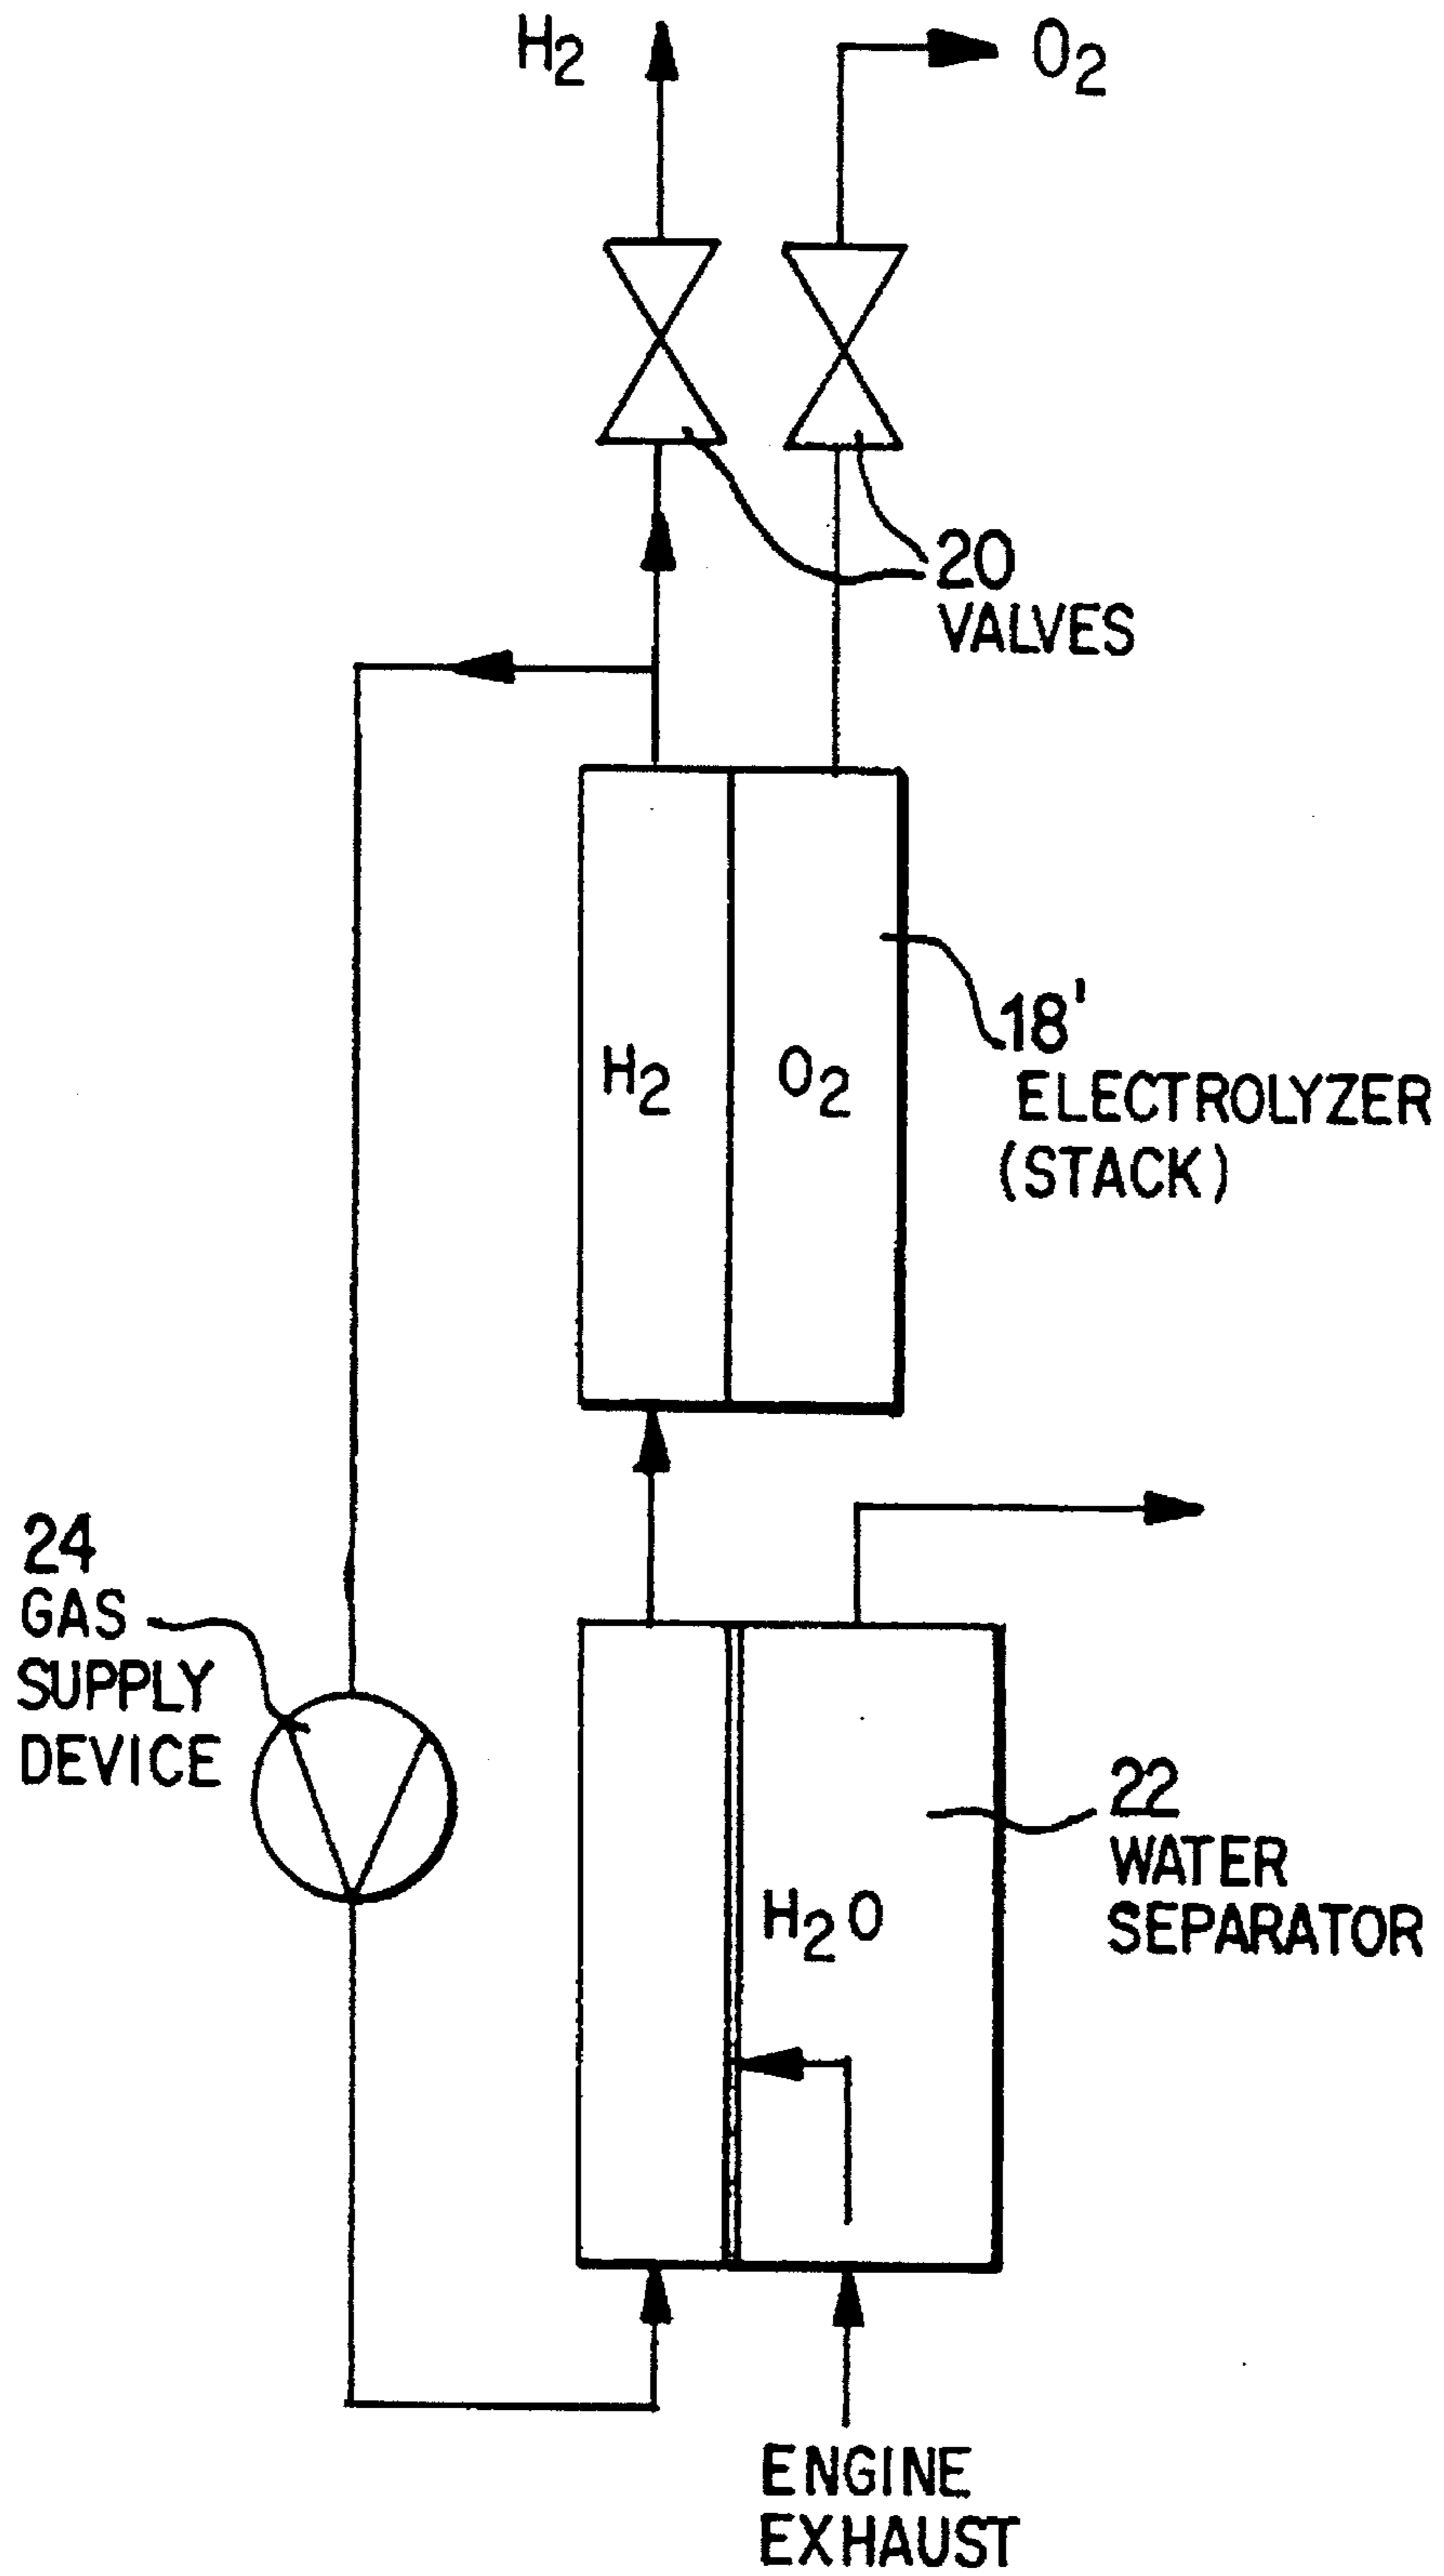 H2
O2
20
VALVES
18'
ELECTROLYZER
(STACK)
H2
O2
24
GAS
SUPPLY
DEVICE
22
WATER
SEPARATOR
H2O
ENGINE
EXHAUST